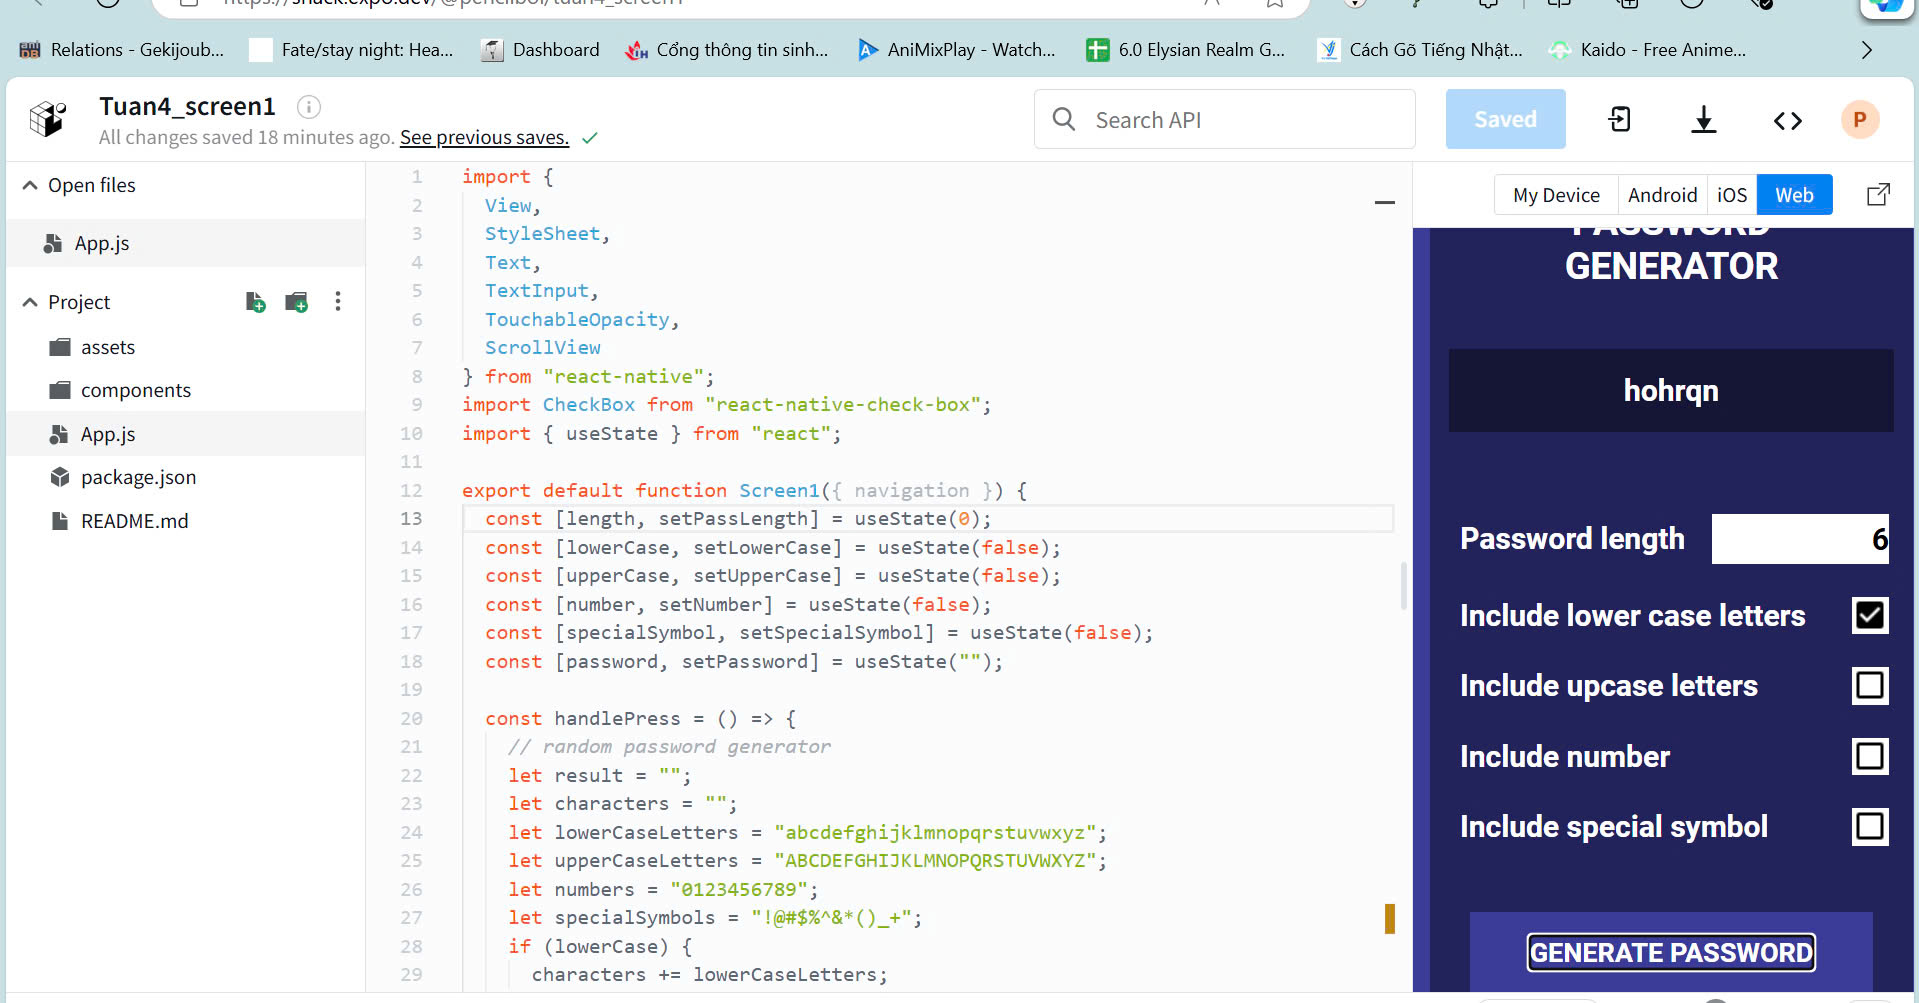 https://snack.expo.dev/@pencilboi/tuan4_screen1
Relations - Gekijoub...
Fate/stay night: Hea...
Dashboard
Cổng thông tin sinh...
AniMixPlay - Watch...
6.0 Elysian Realm G...
Cách Gõ Tiếng Nhật...
Kaido - Free Anime...
Tuan4_screen1
All changes saved 18 minutes ago. See previous saves.
Search API
Saved
P
Open files
App.js
Project
assets
components
App.js
package.json
README.md
1 import {
2 View,
3 StyleSheet,
4 Text,
5 TextInput,
6 TouchableOpacity,
7 ScrollView
8 } from "react-native";
9 import CheckBox from "react-native-check-box";
10 import { useState } from "react";
11
12 export default function Screen1({ navigation }) {
13 const [length, setPassLength] = useState(0);
14 const [lowerCase, setLowerCase] = useState(false);
15 const [upperCase, setUpperCase] = useState(false);
16 const [number, setNumber] = useState(false);
17 const [specialSymbol, setSpecialSymbol] = useState(false);
18 const [password, setPassword] = useState("");
19
20 const handlePress = () => {
21 // random password generator
22 let result = "";
23 let characters = "";
24 let lowerCaseLetters = "abcdefghijklmnopqrstuvwxyz";
25 let upperCaseLetters = "ABCDEFGHIJKLMNOPQRSTUVWXYZ";
26 let numbers = "0123456789";
27 let specialSymbols = "!@#$%^&*()_+";
28 if (lowerCase) {
29 characters += lowerCaseLetters;
My Device
Android
iOS
Web
PASSWORD
GENERATOR
hohrqn
Password length 6
Include lower case letters
Include upcase letters
Include number
Include special symbol
GENERATE PASSWORD